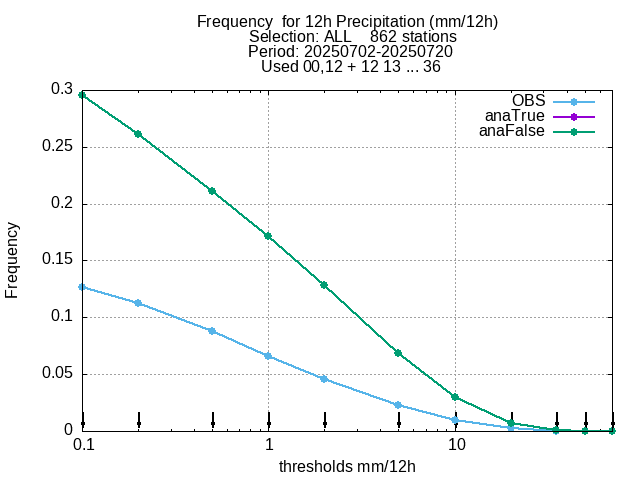 Frequency  for 12h Precipitation (mm/12h)
Selection: ALL    862 stations
Period: 20250702-20250720
Used 00,12 + 12 13 ... 36
OBS
anaTrue
anaFalse
0.3
0.25
0.2
0.15
0.1
0.05
0
Frequency
0.1
1
10
thresholds mm/12h